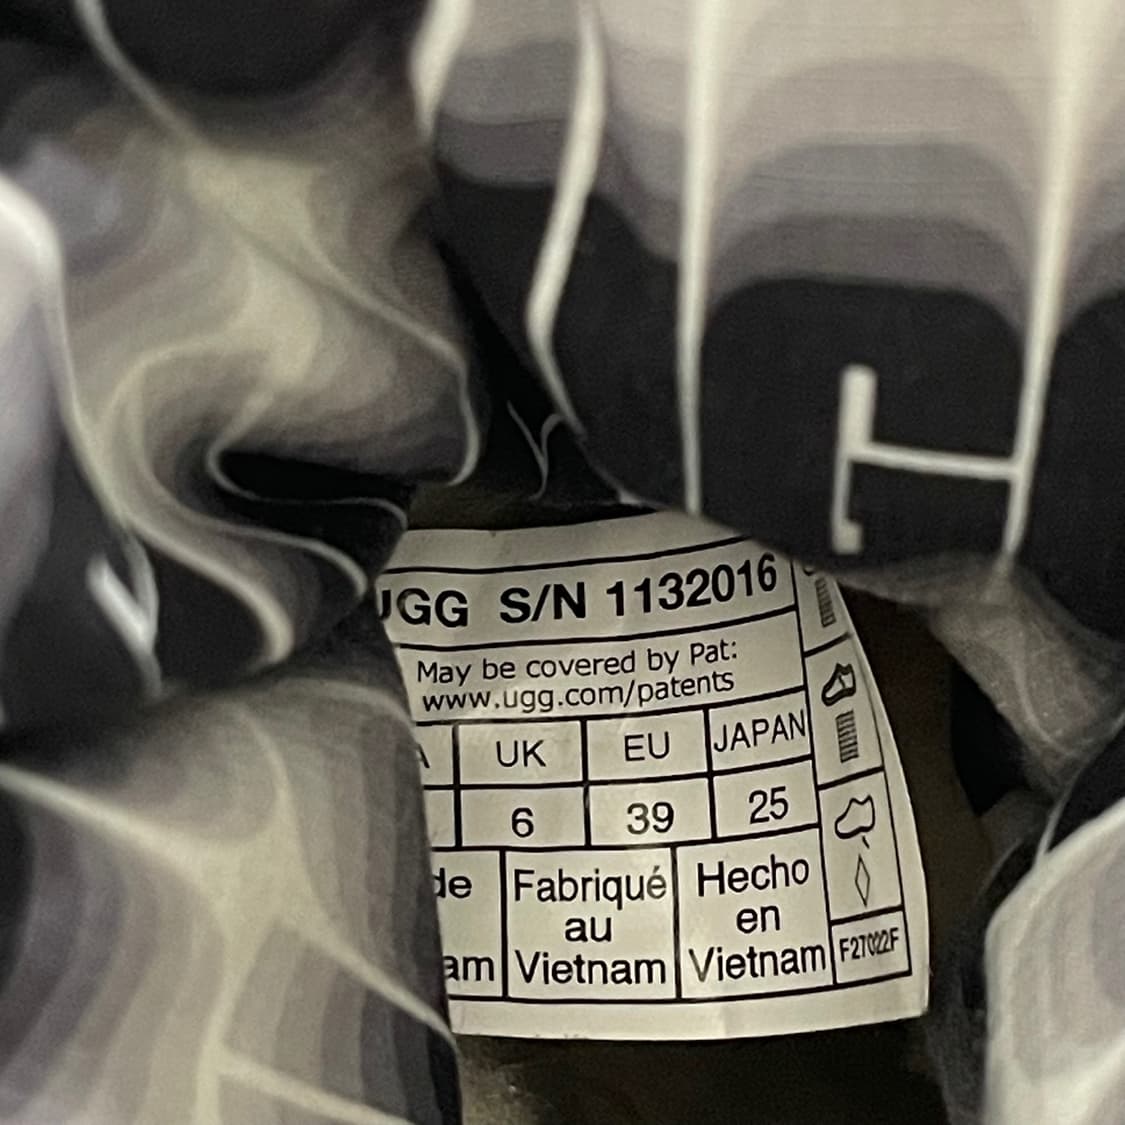 UGG S/N 1132016
May be covered by Pat:
www.ugg.com/patents
UK EU JAPAN
6 39 25
Fabriqué
au
Vietnam
Hecho
en
Vietnam
F27022F